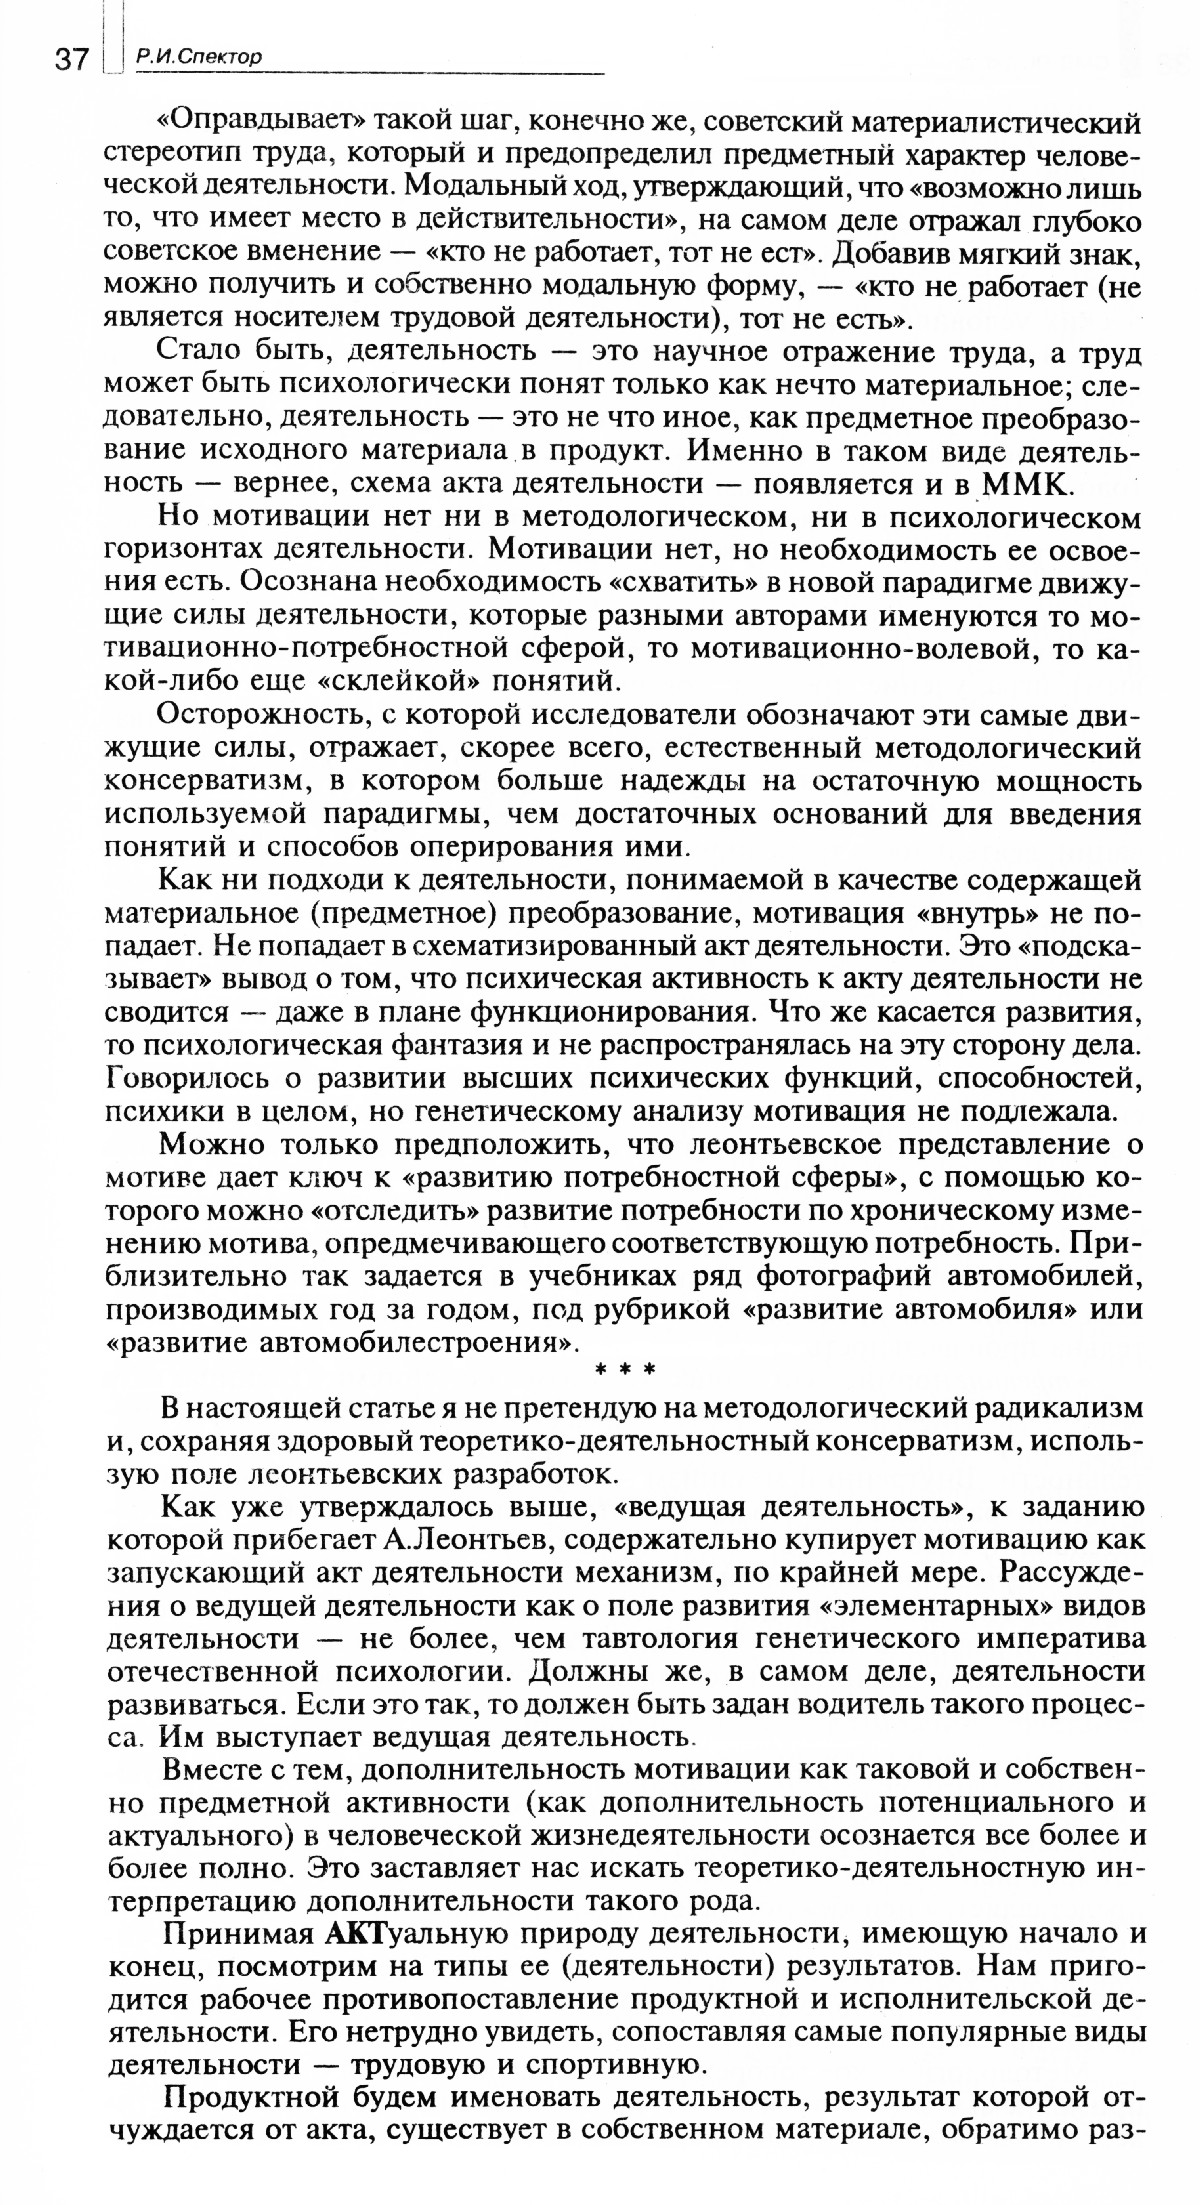 37 Р.И.Спектор
«Оправдывает» такой шаг, конечно же, советский материалистический
стереотип труда, который и предопределил предметный характер челове-
ческой деятельности. Модальный ход, утверждающий, что «возможно лишь
то, что имеет место в действительности», на самом деле отражал глубоко
советское вменение — «кто не работает, тот не ест». Добавив мягкий знак,
можно получить и собственно модальную форму, — «кто не работает (не
является носителем трудовой деятельности), тот не есть».
Стало быть, деятельность — это научное отражение труда, а труд
может быть психологически понят только как нечто материальное; сле-
довательно, деятельность — это не что иное, как предметное преобразо-
вание исходного материала в продукт. Именно в таком виде деятель-
ность — вернее, схема акта деятельности — появляется и в ММК.
Но мотивации нет ни в методологическом, ни в психологическом
горизонтах деятельности. Мотивации нет, но необходимость ее освое-
ния есть. Осознана необходимость «схватить» в новой парадигме движу-
щие силы деятельности, которые разными авторами именуются то мо-
тивационно-потребностной сферой, то мотивационно-волевой, то ка-
кой-либо еще «склейкой» понятий.
Осторожность, с которой исследователи обозначают эти самые дви-
жущие силы, отражает, скорее всего, естественный методологический
консерватизм, в котором больше надежды на остаточную мощность
используемой парадигмы, чем достаточных оснований для введения
понятий и способов оперирования ими.
Как ни подходи к деятельности, понимаемой в качестве содержащей
материальное (предметное) преобразование, мотивация «внутрь» не по-
падает. Не попадает в схематизированный акт деятельности. Это «подска-
зывает» вывод о том, что психическая активность к акту деятельности не
сводится — даже в плане функционирования. Что же касается развития,
то психологическая фантазия и не распространялась на эту сторону дела.
Говорилось о развитии высших психических функций, способностей,
психики в целом, но генетическому анализу мотивация не подлежала.
Можно только предположить, что леонтьевское представление о
мотиве дает ключ к «развитию потребностной сферы», с помощью ко-
торого можно «отследить» развитие потребности по хроническому изме-
нению мотива, опредмечивающего соответствующую потребность. При-
близительно так задается в учебниках ряд фотографий автомобилей,
производимых год за годом, под рубрикой «развитие автомобиля» или
«развитие автомобилестроения».
* * *
В настоящей статье я не претендую на методологический радикализм
и, сохраняя здоровый теоретико-деятельностный консерватизм, исполь-
зую поле леонтьевских разработок.
Как уже утверждалось выше, «ведущая деятельность», к заданию
которой прибегает А.Леонтьев, содержательно купирует мотивацию как
запускающий акт деятельности механизм, по крайней мере. Рассужде-
ния о ведущей деятельности как о поле развития «элементарных» видов
деятельности — не более, чем тавтология генетического императива
отечественной психологии. Должны же, в самом деле, деятельности
развиваться. Если это так, то должен быть задан водитель такого процес-
са. Им выступает ведущая деятельность.
Вместе с тем, дополнительность мотивации как таковой и собствен-
но предметной активности (как дополнительность потенциального и
актуального) в человеческой жизнедеятельности осознается все более и
более полно. Это заставляет нас искать теоретико-деятельностную ин-
терпретацию дополнительности такого рода.
Принимая АКТуальную природу деятельности, имеющую начало и
конец, посмотрим на типы ее (деятельности) результатов. Нам приго-
дится рабочее противопоставление продуктной и исполнительской де-
ятельности. Его нетрудно увидеть, сопоставляя самые популярные виды
деятельности — трудовую и спортивную.
Продуктной будем именовать деятельность, результат которой от-
чуждается от акта, существует в собственном материале, обратимо раз-